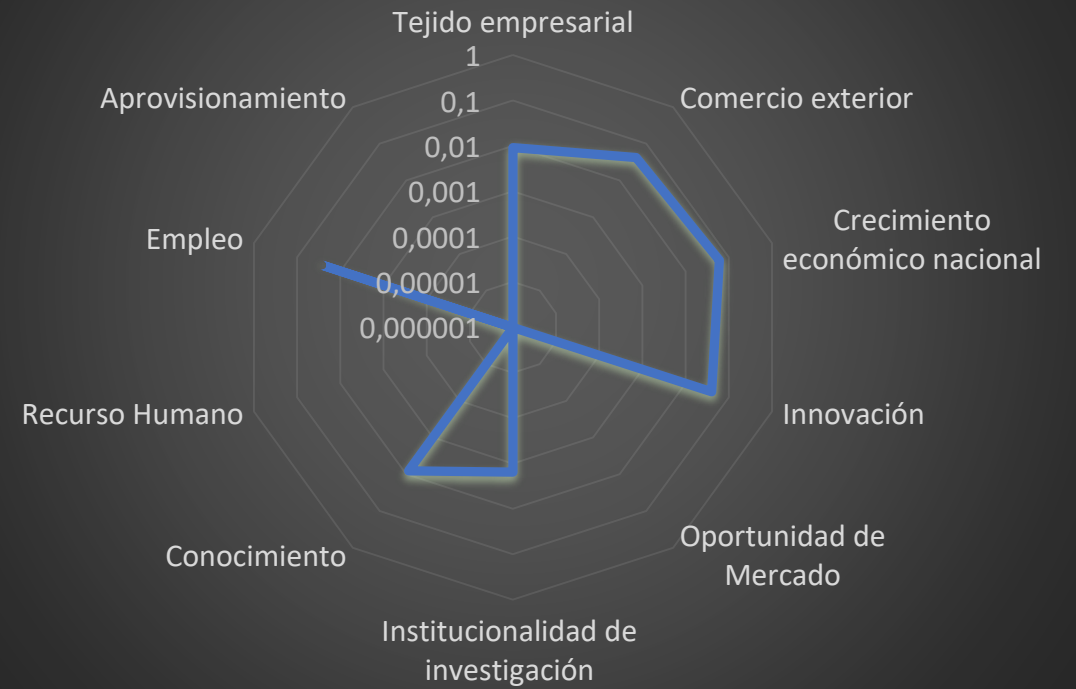 Tejido empresarial
1
0,1
0,01
0,001
0,0001
0,00001
0,000001
Comercio exterior
Crecimiento
económico nacional
Innovación
Oportunidad de
Mercado
Institucionalidad de
investigación
Conocimiento
Recurso Humano
Empleo
Aprovisionamiento